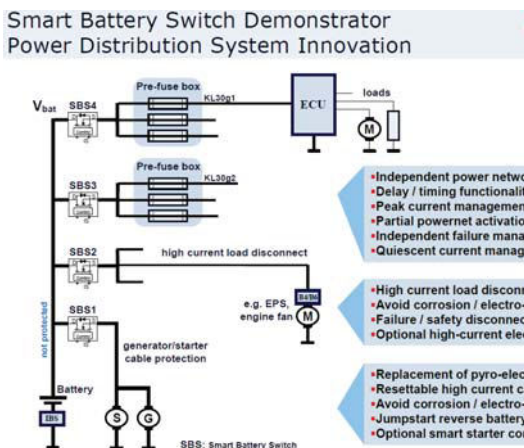 Smart Battery Switch Demonstrator
Power Distribution System Innovation
Pre-fuse box
SBS4
KL30g1
ECU
loads
Vbat
M
Pre-fuse box
SBS3
KL30g2
SBS2
high current load disconnect
e.g. EPS,
engine fan
M
SBS1
not protected
generator/starter
cable protection
Battery
IBS
S
G
SBS: Smart Battery Switch
•Independent power netwo
•Delay / timing functionalit
•Peak current managemen
•Partial powernet activatio
•Independent failure mana
•Quiescent current manag
•High current load disconn
•Avoid corrosion / electro-
•Failure / safety disconnec
•Optional high-current elec
•Replacement of pyro-elec
•Resettable high current c
•Avoid corrosion / electro-
•Jumpstart reverse battery
•Optional smart starter con